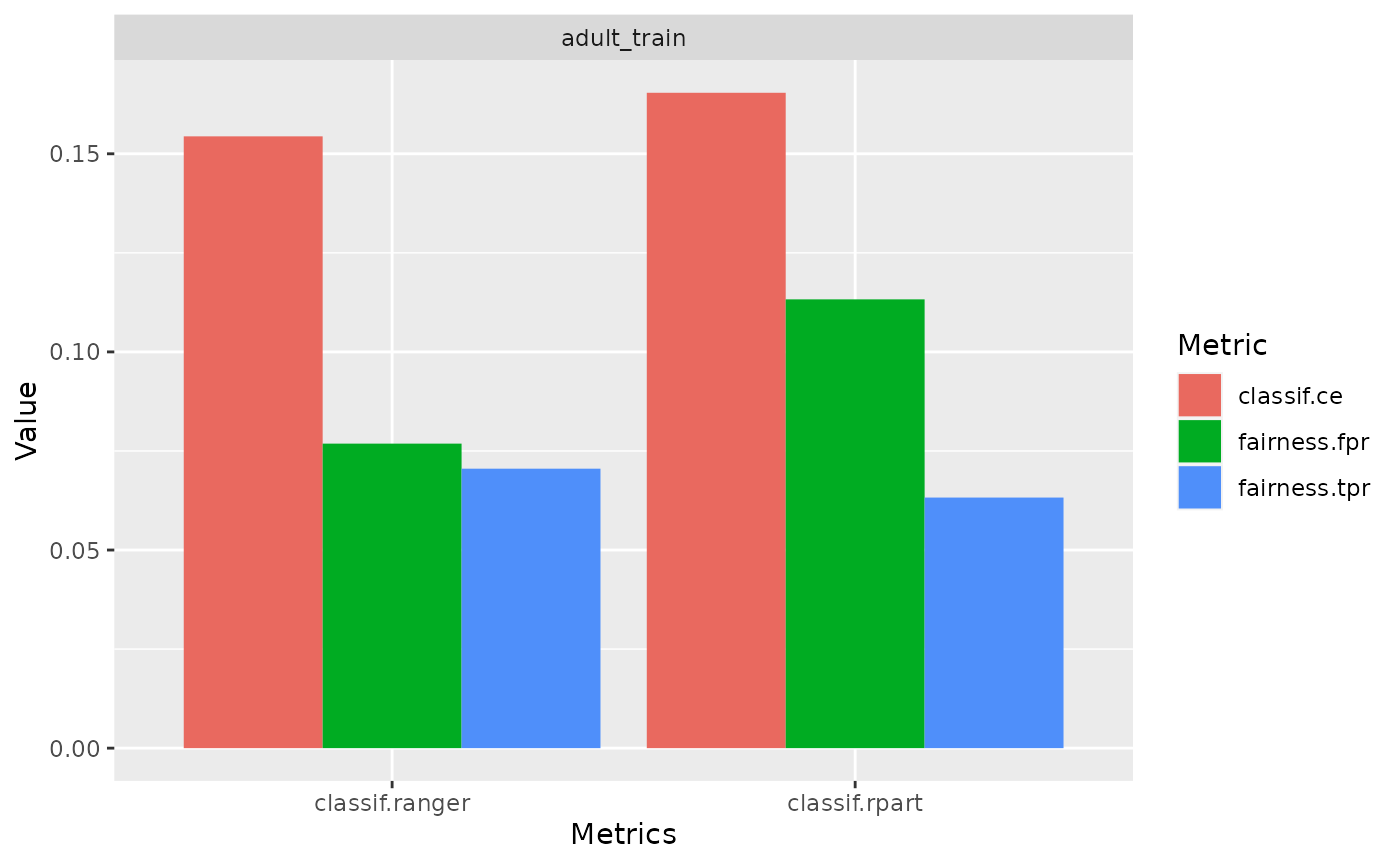 adult_train
Value
0.15
0.10
0.05
0.00
classif.ranger
classif.rpart
Metrics
Metric
classif.ce
fairness.fpr
fairness.tpr